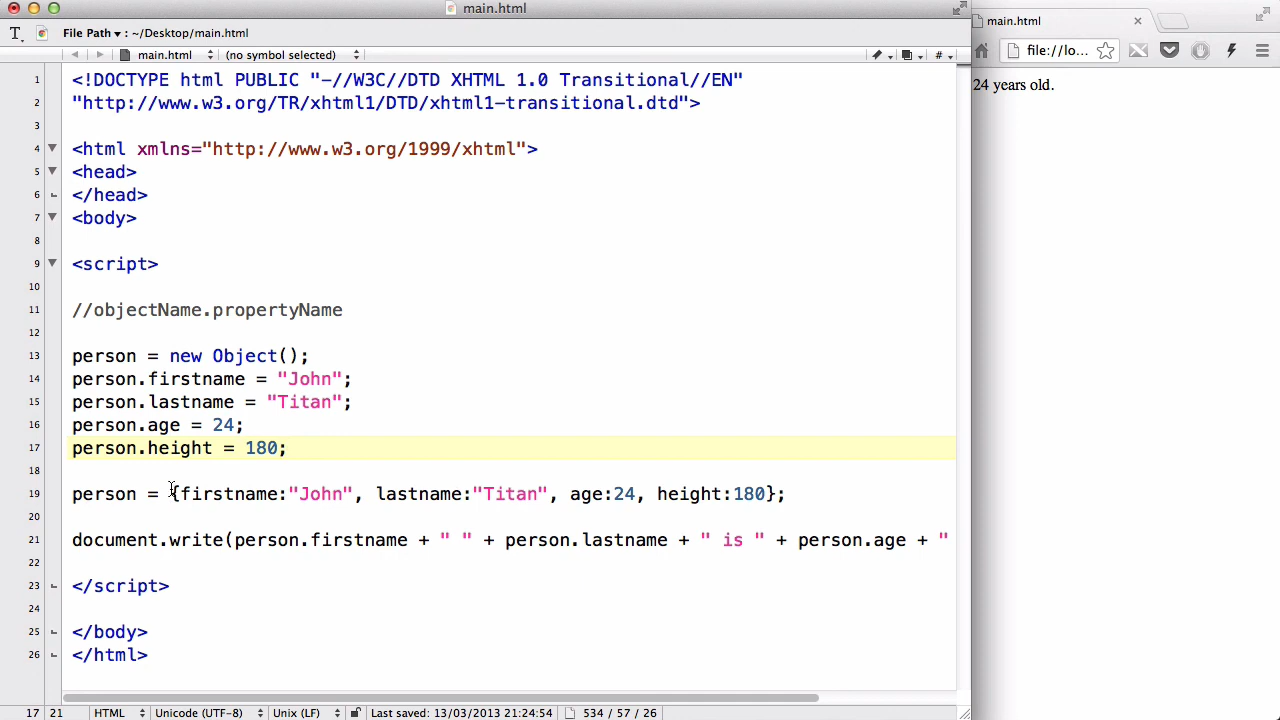 main.html
File Path ▾ : ~/Desktop/main.html
main.html (no symbol selected) #
1 <!DOCTYPE html PUBLIC "-//W3C//DTD XHTML 1.0 Transitional//EN"
2 "http://www.w3.org/TR/xhtml1/DTD/xhtml1-transitional.dtd">
3
4 <html xmlns="http://www.w3.org/1999/xhtml">
5 <head>
6 </head>
7 <body>
8
9 <script>
10
11 //objectName.propertyName
12
13 person = new Object();
14 person.firstname = "John";
15 person.lastname = "Titan";
16 person.age = 24;
17 person.height = 180;
18
19 person = {firstname:"John", lastname:"Titan", age:24, height:180};
20
21 document.write(person.firstname + " " + person.lastname + " is " + person.age + "
22
23 </script>
24
25 </body>
26 </html>
17 21 HTML Unicode (UTF-8) Unix (LF) Last saved: 13/03/2013 21:24:54 534 / 57 / 26
main.html
file://lo...
24 years old.